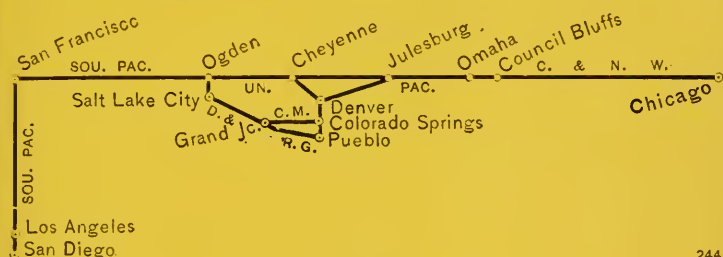 San Francisco
Ogden
Cheyenne
Julesburg
Omaha
Council Bluffs
SOU. PAC.
UN.
PAC.
C. & N. W.
Chicago
Salt Lake City
Denver
D. &
C. M.
Colorado Springs
Grand Jc.
R. G.
Pueblo
SOU. PAC.
Los Angeles
San Diego
244